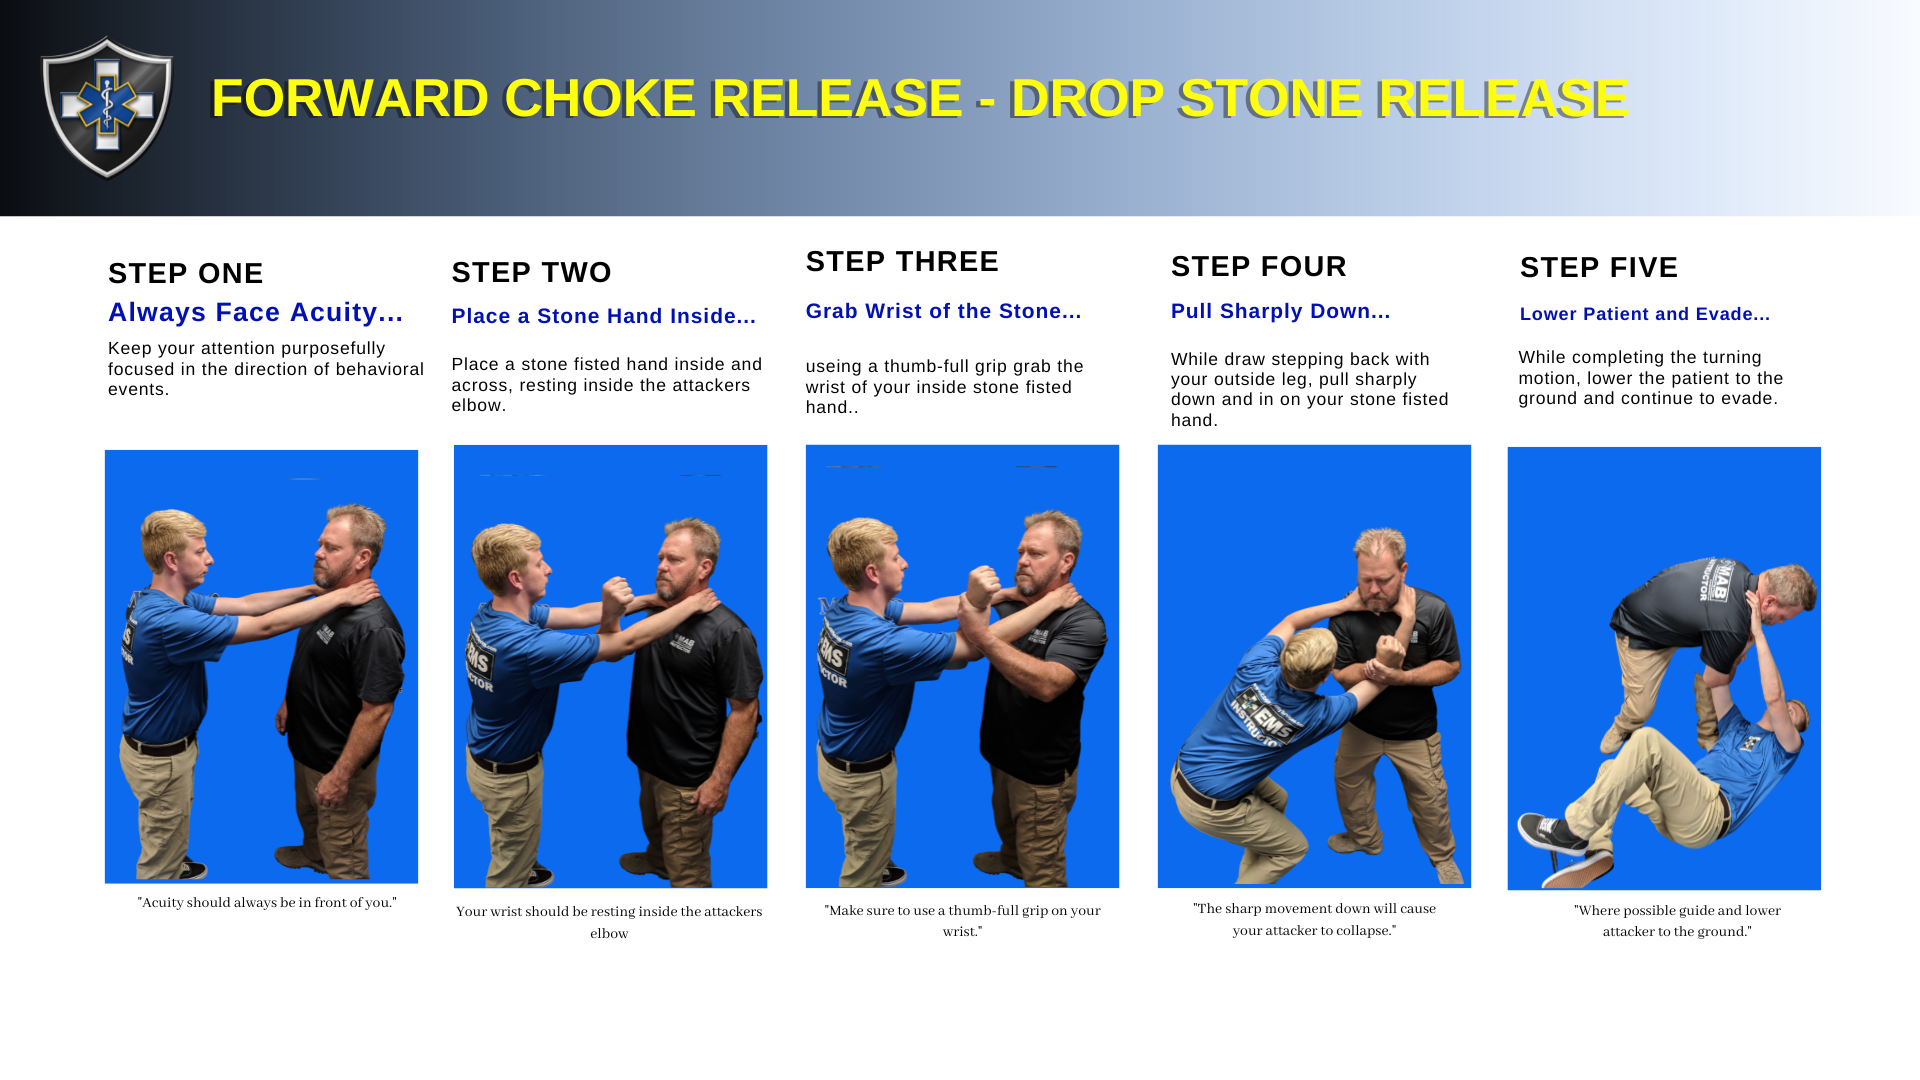 FORWARD CHOKE RELEASE - DROP STONE RELEASE
STEP ONE
Always Face Acuity...
Keep your attention purposefully
focused in the direction of behavioral
events.
"Acuity should always be in front of you."
STEP TWO
Place a Stone Hand Inside...
Place a stone fisted hand inside and
across, resting inside the attackers
elbow.
EMS
Your wrist should be resting inside the attackers
elbow
STEP THREE
Grab Wrist of the Stone...
useing a thumb-full grip grab the
wrist of your inside stone fisted
hand..
EMS
"Make sure to use a thumb-full grip on your
wrist."
STEP FOUR
Pull Sharply Down...
While draw stepping back with
your outside leg, pull sharply
down and in on your stone fisted
hand.
EMS
INSTRUCTO
"The sharp movement down will cause
your attacker to collapse."
STEP FIVE
Lower Patient and Evade...
While completing the turning
motion, lower the patient to the
ground and continue to evade.
MAB
"Where possible guide and lower
attacker to the ground."